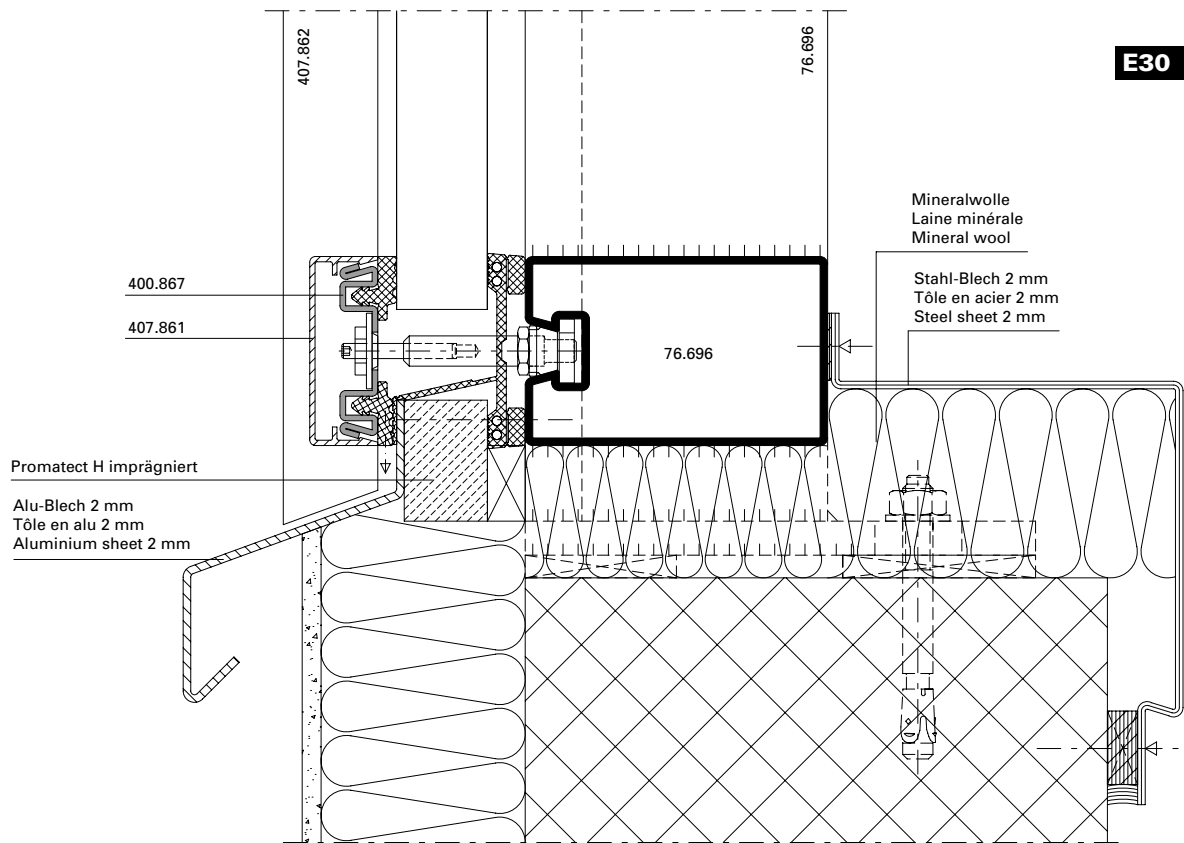 407.862
76.696
E30
Mineralwolle
Laine minérale
Mineral wool
400.867
Stahl-Blech 2 mm
Tôle en acier 2 mm
Steel sheet 2 mm
407.861
76.696
Promatect H imprägniert
Alu-Blech 2 mm
Tôle en alu 2 mm
Aluminium sheet 2 mm